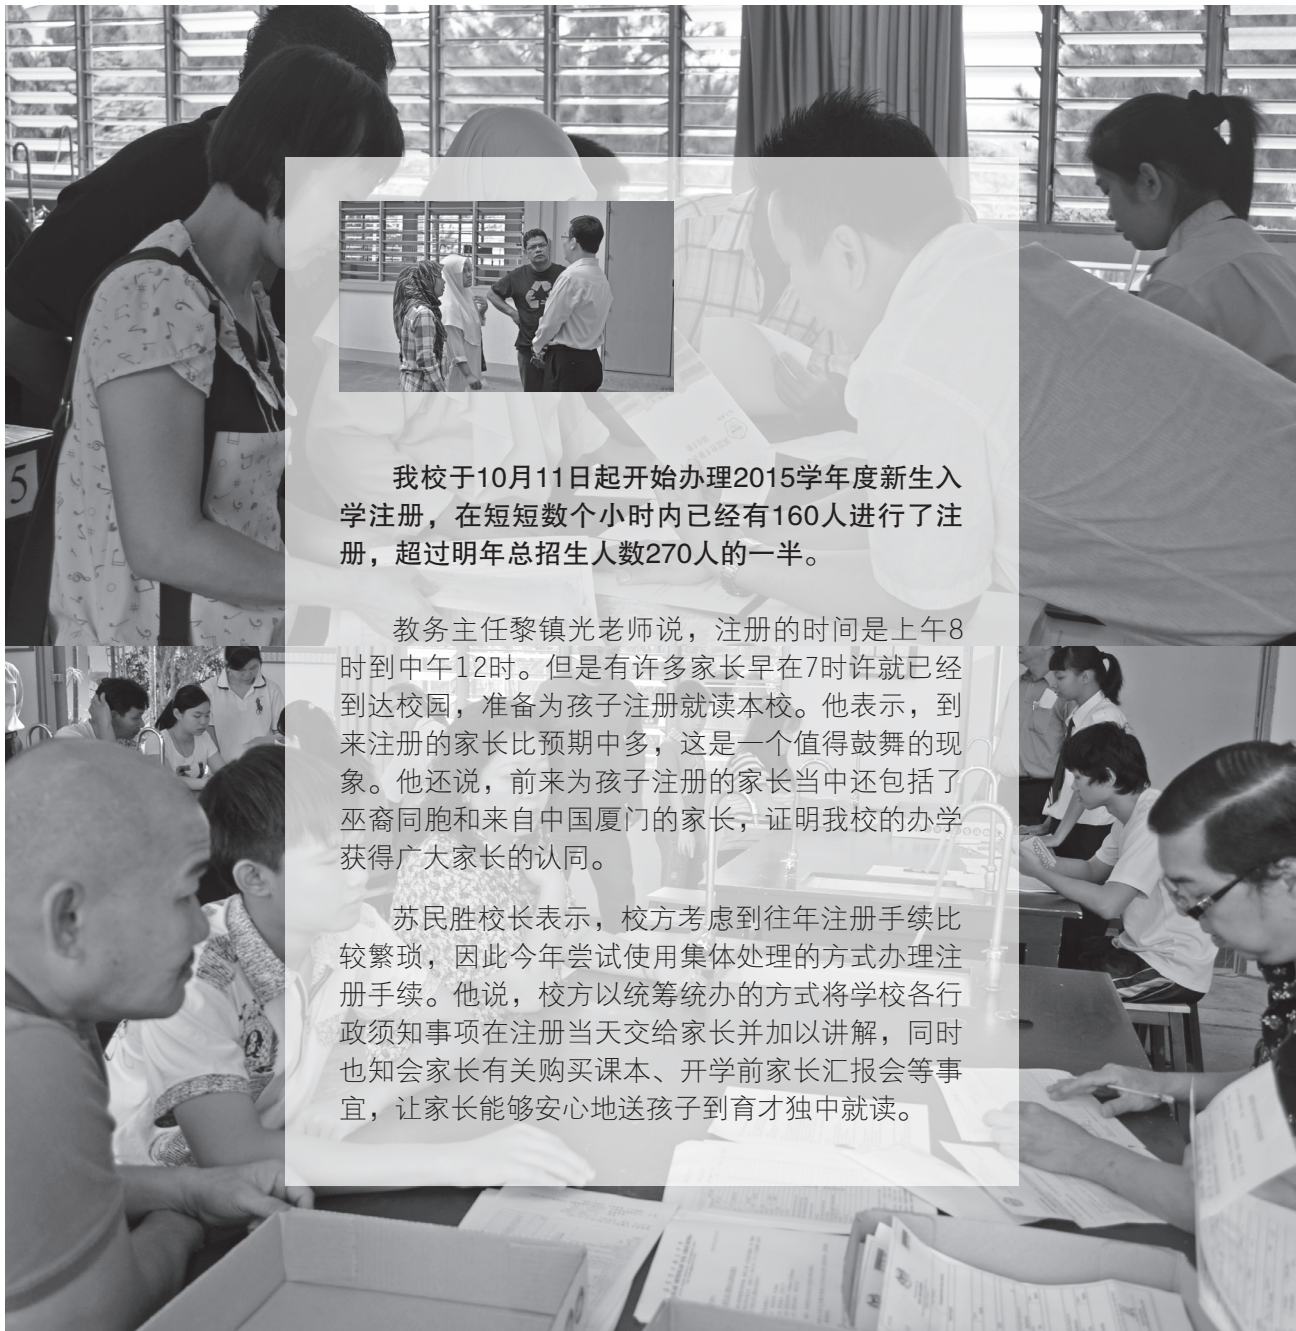 5
我校于10月11日起开始办理2015学年度新生入
学注册，在短短数个小时内已经有160人进行了注
册，超过明年总招生人数270人的一半。
教务主任黎镇光老师说，注册的时间是上午8
时到中午12时。但是有许多家长早在7时许就已经
到达校园，准备为孩子注册就读本校。他表示，到
来注册的家长比预期中多，这是一个值得鼓舞的现
象。他还说，前来为孩子注册的家长当中还包括了
巫裔同胞和来自中国厦门的家长，证明我校的办学
获得广大家长的认同。
苏民胜校长表示，校方考虑到往年注册手续比
较繁琐，因此今年尝试使用集体处理的方式办理注
册手续。他说，校方以统筹统办的方式将学校各行
政须知事项在注册当天交给家长并加以讲解，同时
也知会家长有关购买课本、开学前家长汇报会等事
宜，让家长能够安心地送孩子到育才独中就读。